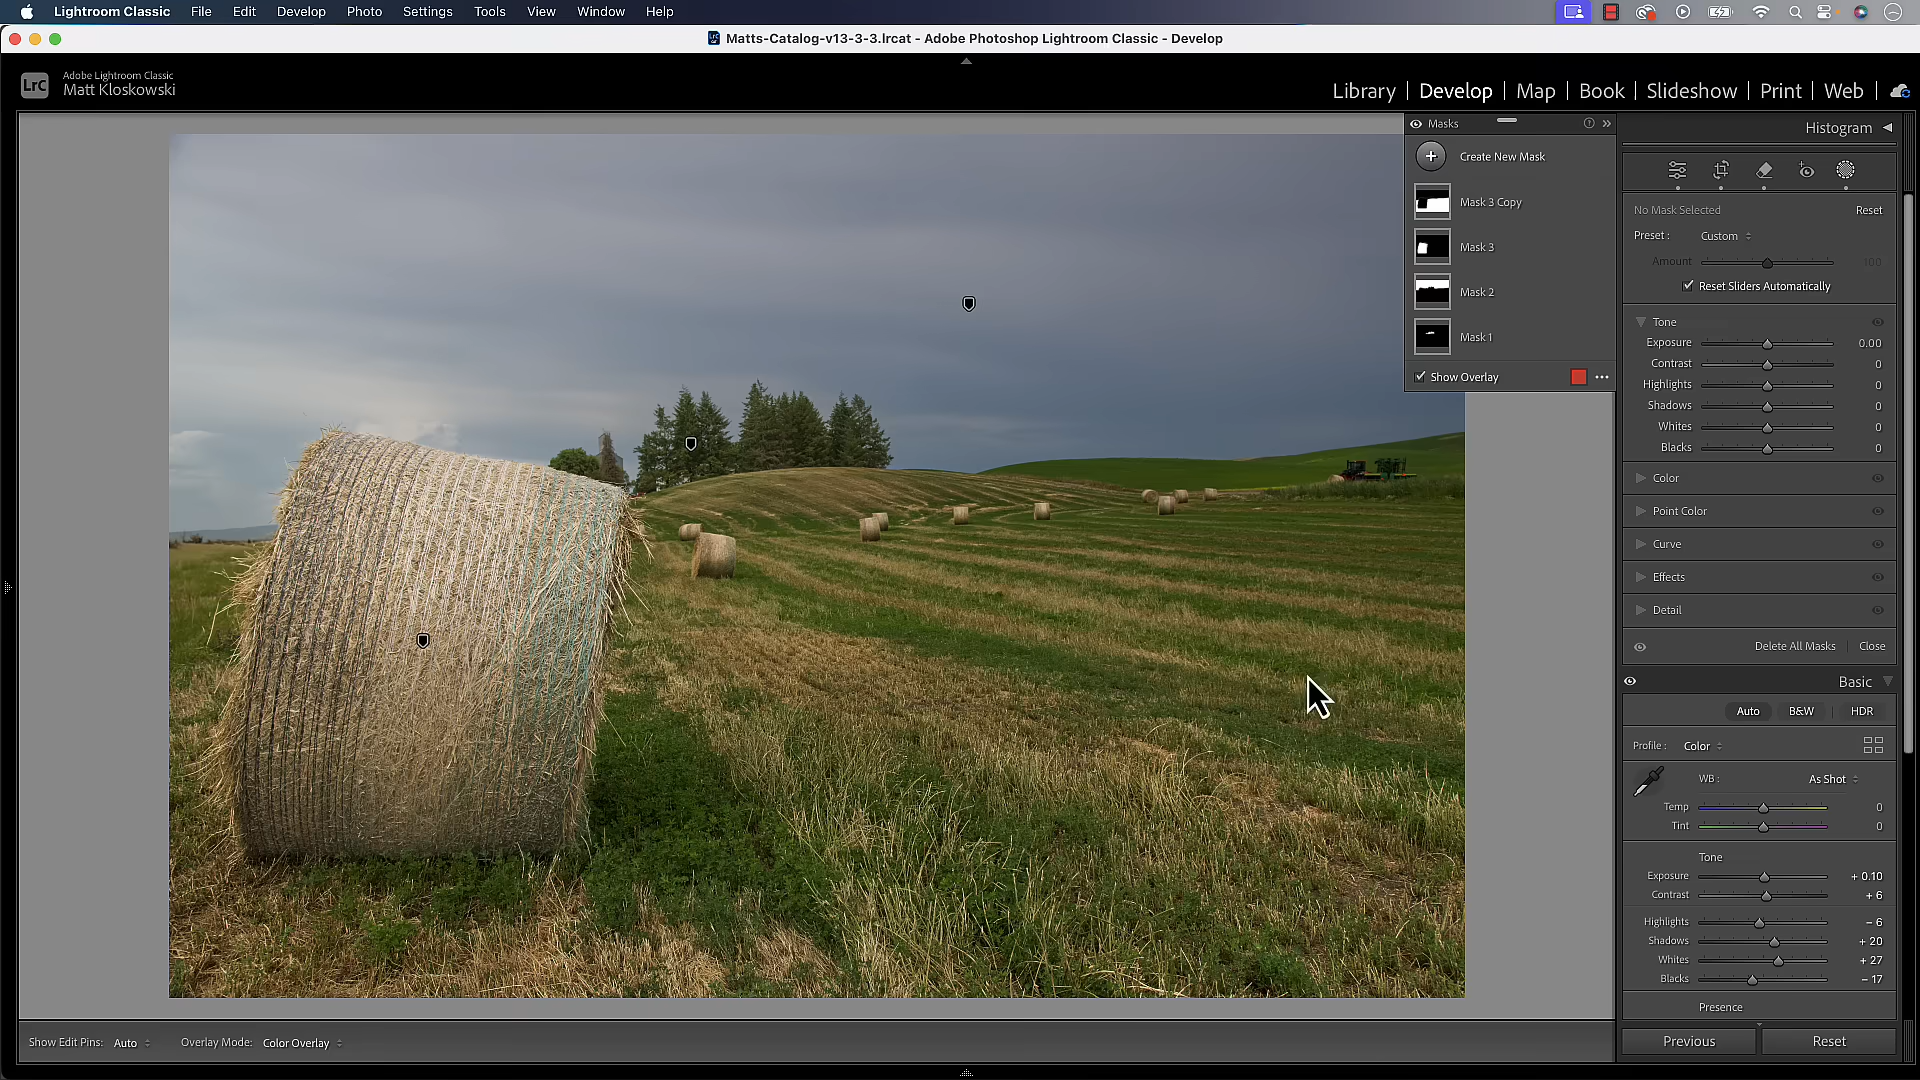 Lightroom Classic File Edit Develop Photo Settings Tools View Window Help
Matts-Catalog-v13-3-3.lrcat - Adobe Photoshop Lightroom Classic - Develop
LrC
Adobe Lightroom Classic
Matt Kloskowski
Library | Develop | Map | Book | Slideshow | Print | Web |
Masks
Create New Mask
Mask 3 Copy
Mask 3
Mask 2
Mask 1
Show Overlay
Histogram
No Mask Selected Reset
Preset : Custom
Amount 100
Reset Sliders Automatically
Tone
Exposure 0.00
Contrast 0
Highlights 0
Shadows 0
Whites 0
Blacks 0
Color
Point Color
Curve
Effects
Detail
Delete All Masks Close
Basic
Auto B&W HDR
Profile : Color
WB : As Shot
Temp 0
Tint 0
Tone
Exposure + 0.10
Contrast + 6
Highlights − 6
Shadows + 20
Whites + 27
Blacks − 17
Presence
Previous Reset
Show Edit Pins: Auto Overlay Mode: Color Overlay